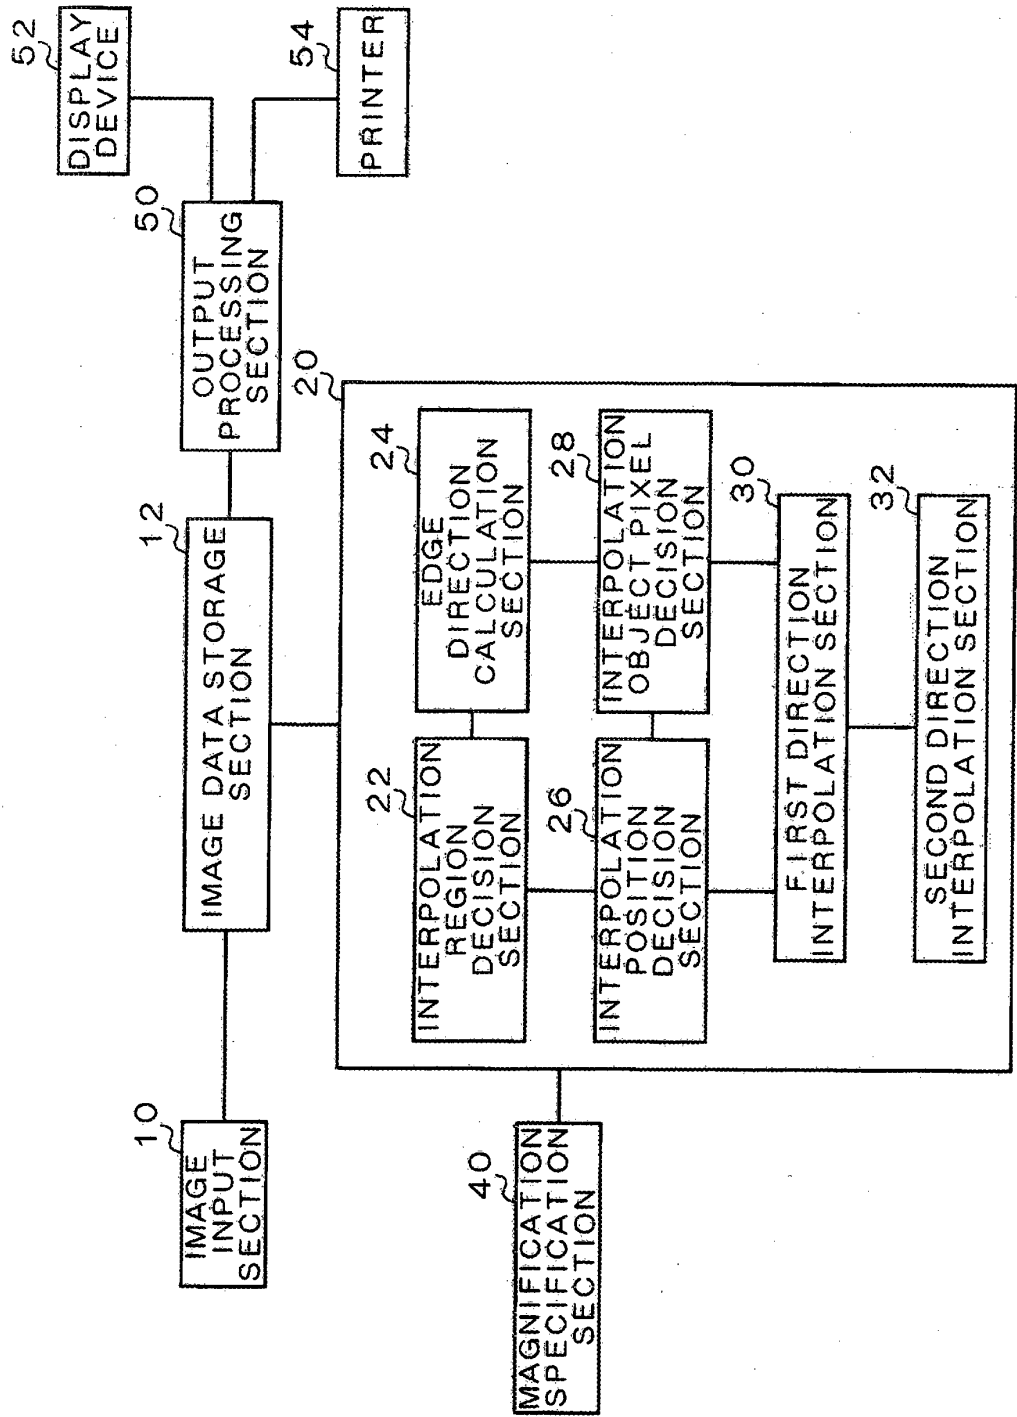 10
IMAGE
INPUT
SECTION
12
IMAGE DATA STORAGE
SECTION
50
OUTPUT
PROCESSING
SECTION
52
DISPLAY
DEVICE
54
PRINTER
20
22
INTERPOLATION
REGION
DECISION
SECTION
24
EDGE
DIRECTION
CALCULATION
SECTION
26
INTERPOLATION
POSITION
DECISION
SECTION
28
INTERPOLATION
OBJECT PIXEL
DECISION
SECTION
30
FIRST DIRECTION
INTERPOLATION SECTION
32
SECOND DIRECTION
INTERPOLATION SECTION
40
MAGNIFICATION
SPECIFICATION
SECTION